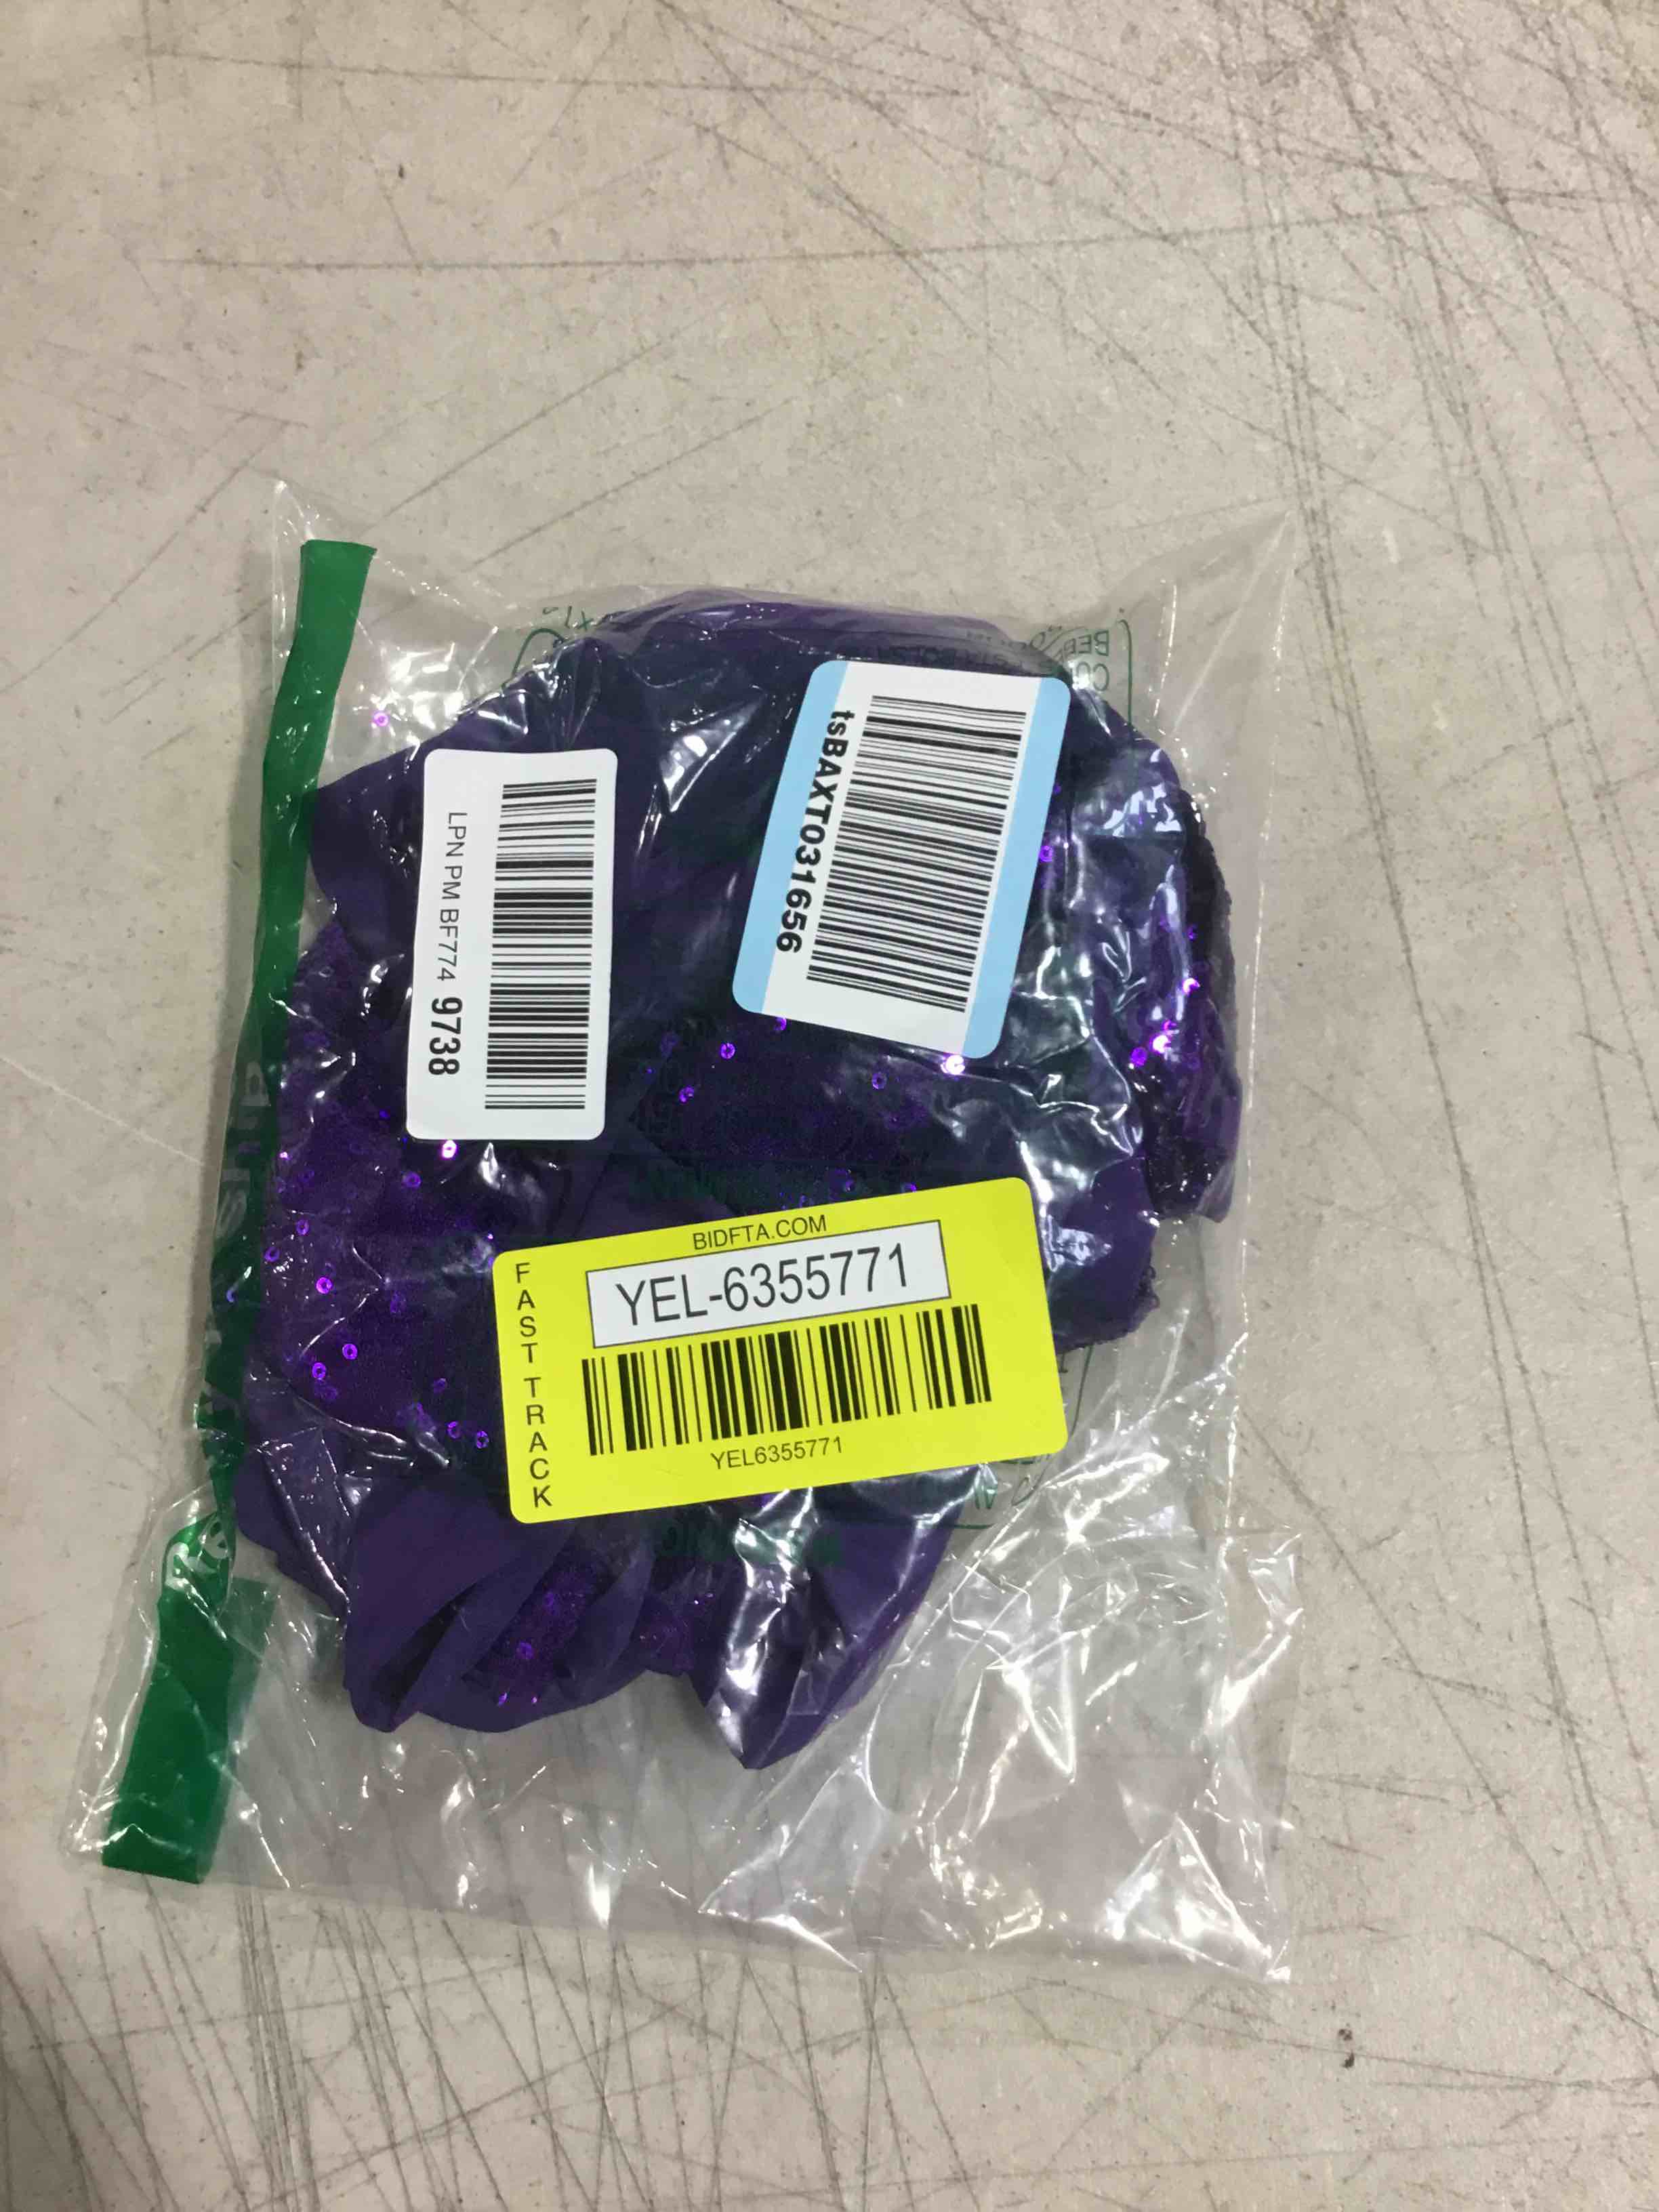 tsBAXT031656
LPN PM BF774 9738
BIDFTA.COM
YEL-6355771
FAST TRACK
YEL6355771